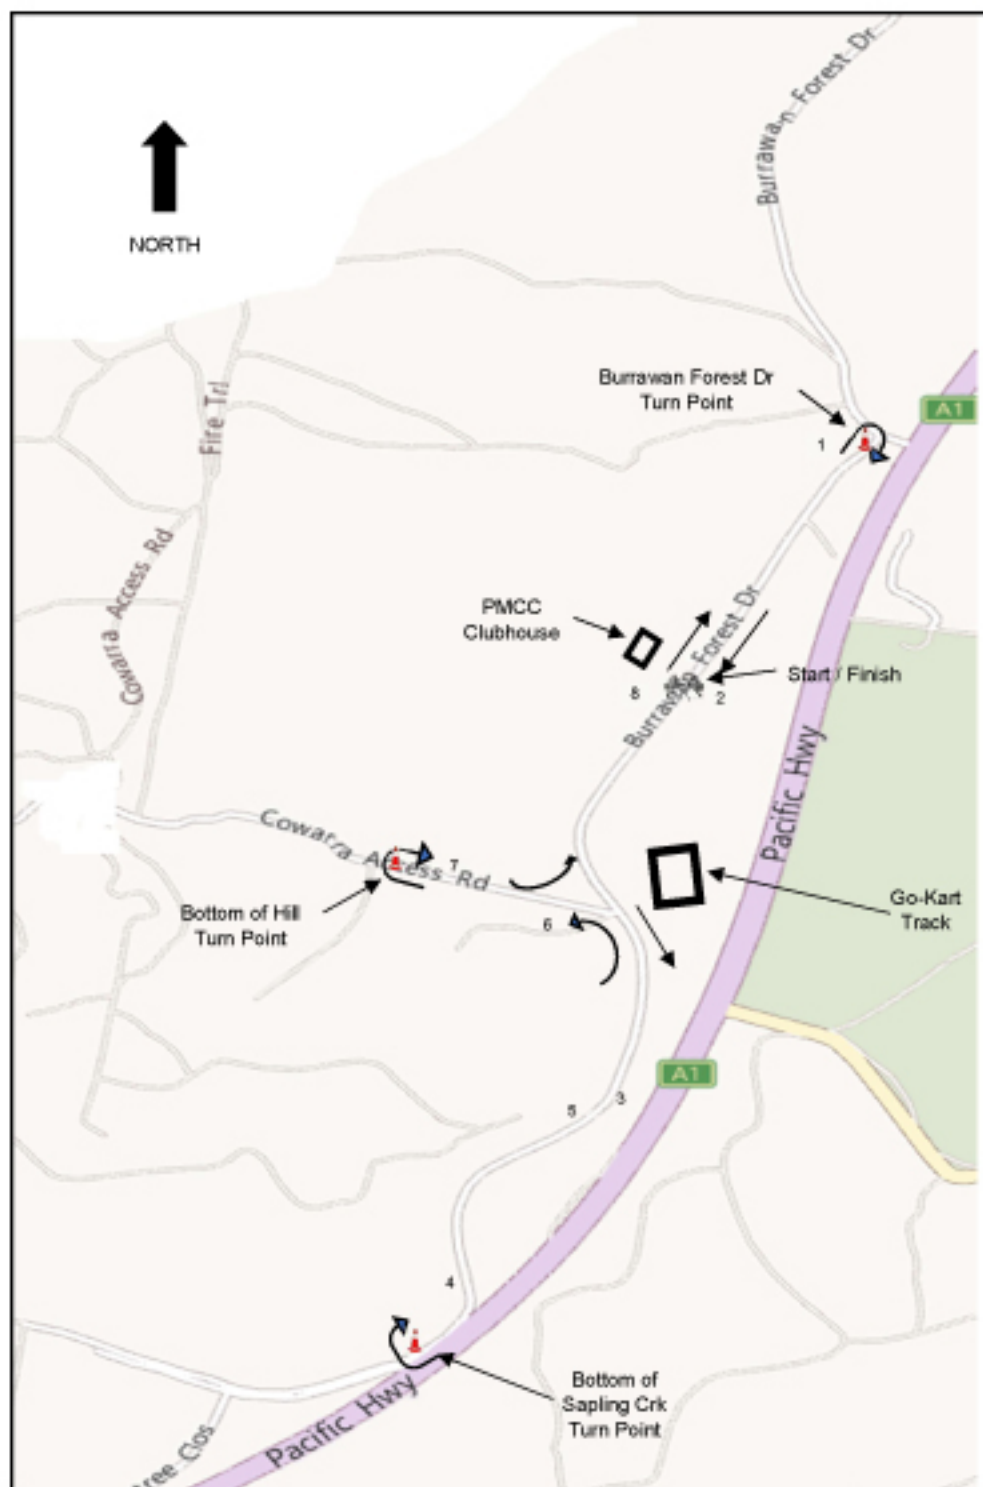 Burrawan Forest Dr
NORTH
Burrawan Forest Dr
Turn Point
A1
1
Fire Trl
Cowarra Access Rd
PMCC
Clubhouse
Burrawan Forest Dr
Start / Finish
8
2
Pacific Hwy
Cowarra Access Rd
7
Go-Kart
Track
Bottom of Hill
Turn Point
6
A1
5
3
4
Bottom of
Sapling Crk
Turn Point
Pacific Hwy
ree Clos